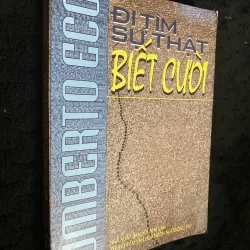 UMBERTO ECO
ĐI TÌM
SỰ THẬT
BIẾT CƯỜI